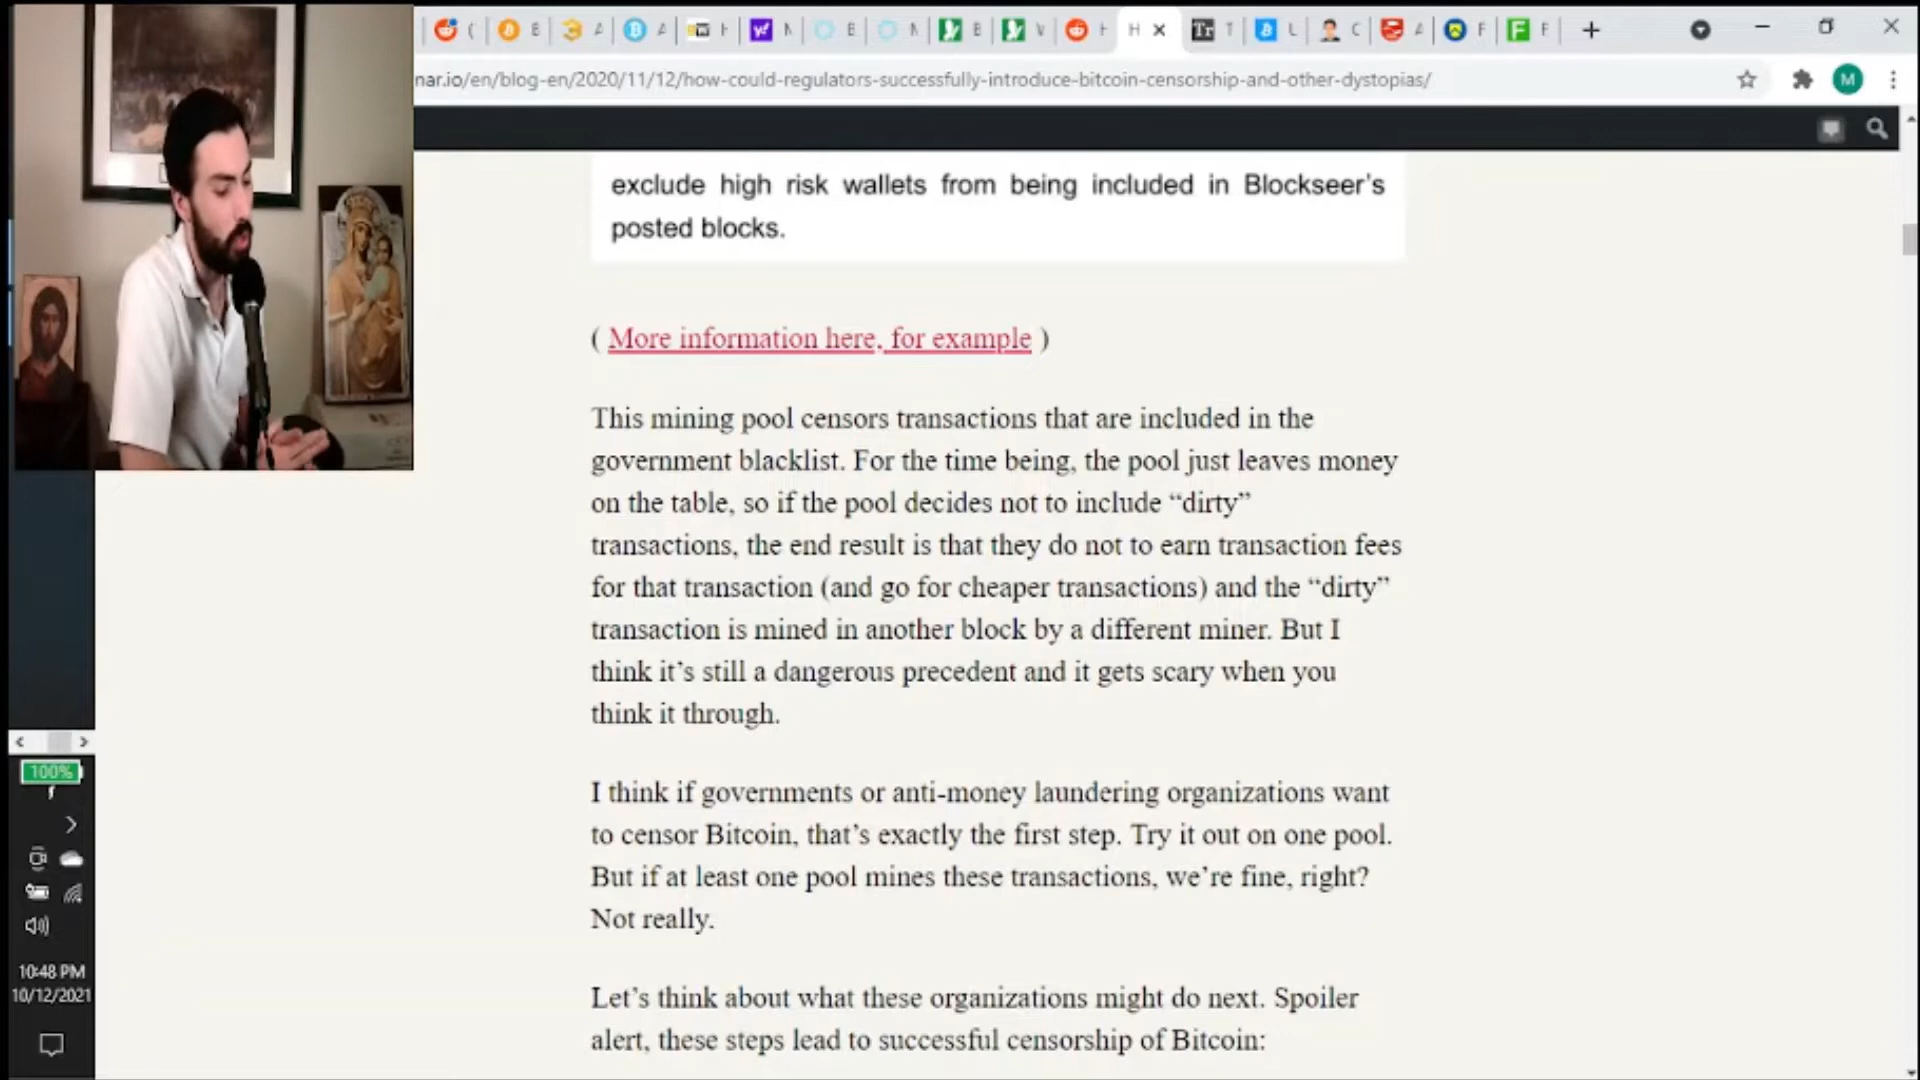 nar.io/en/blog-en/2020/11/12/how-could-regulators-successfully-introduce-bitcoin-censorship-and-other-dystopias/
M
exclude high risk wallets from being included in Blockseer's
posted blocks.
( More information here, for example )
This mining pool censors transactions that are included in the
government blacklist. For the time being, the pool just leaves money
on the table, so if the pool decides not to include “dirty”
transactions, the end result is that they do not to earn transaction fees
for that transaction (and go for cheaper transactions) and the “dirty”
transaction is mined in another block by a different miner. But I
think it’s still a dangerous precedent and it gets scary when you
think it through.
I think if governments or anti-money laundering organizations want
to censor Bitcoin, that’s exactly the first step. Try it out on one pool.
But if at least one pool mines these transactions, we’re fine, right?
Not really.
Let’s think about what these organizations might do next. Spoiler
alert, these steps lead to successful censorship of Bitcoin:
100%
10:48 PM
10/12/2021